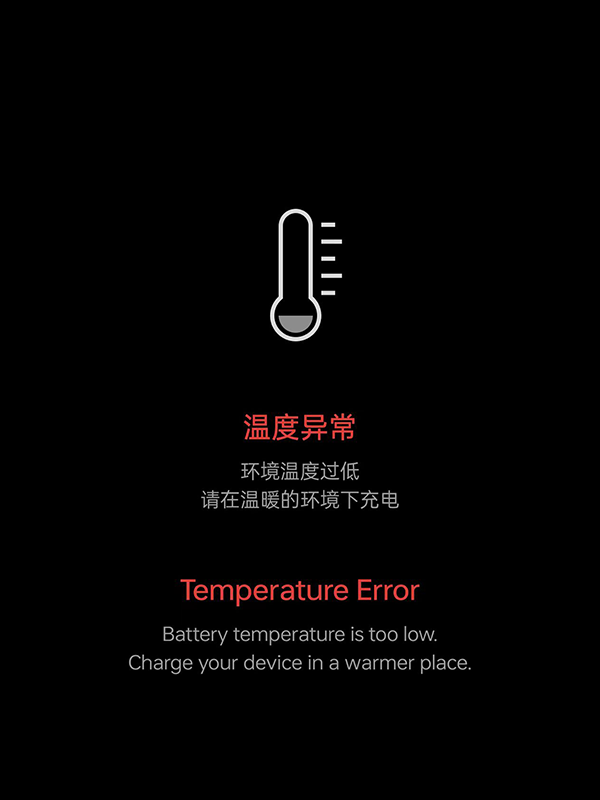 温度异常
环境温度过低
请在温暖的环境下充电
Temperature Error
Battery temperature is too low.
Charge your device in a warmer place.